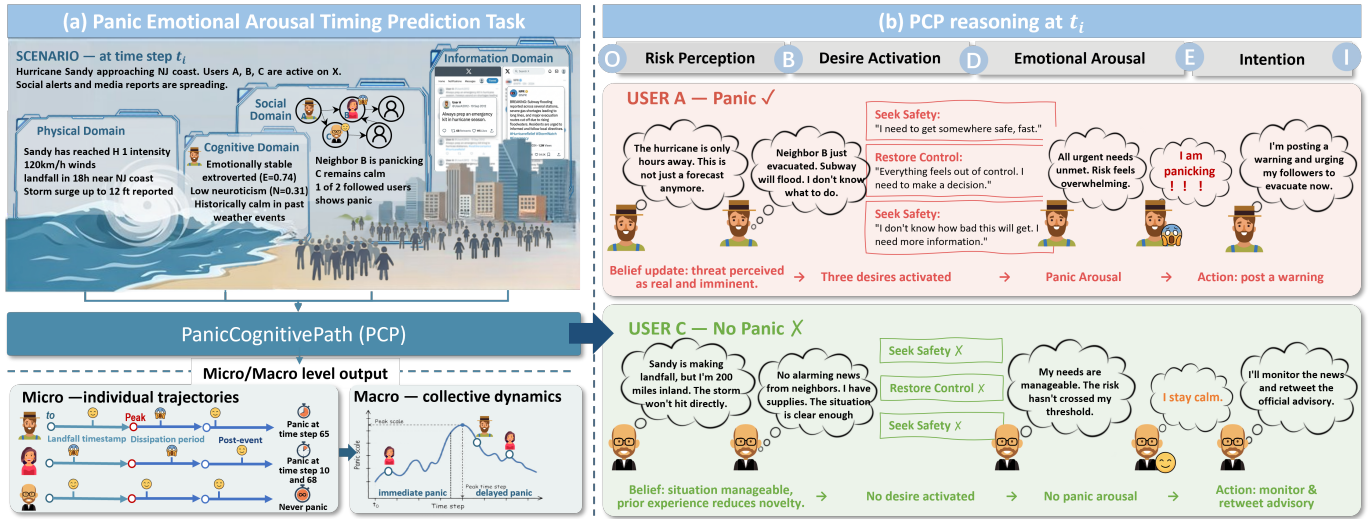 (a) Panic Emotional Arousal Timing Prediction Task
SCENARIO — at time step ti
Hurricane Sandy approaching NJ coast. Users A, B, C are active on X.
Social alerts and media reports are spreading.
Physical Domain
Sandy has reached H 1 intensity
120km/h winds
landfall in 18h near NJ coast
Storm surge up to 12 ft reported
Cognitive Domain
Emotionally stable
extroverted (E=0.74)
Low neuroticism (N=0.31)
Historically calm in past
weather events
Social
Domain
A
B
C
Neighbor B is panicking
C remains calm
1 of 2 followed users
shows panic
Information Domain
Always prep an emergency
kit in hurricane season.
PanicCognitivePath (PCP)
Micro/Macro level output
Micro —individual trajectories
to
Peak
Landfall timestamp
Dissipation period
Post-event
Panic at
time step 65
Panic at
time step 10
and 68
Never panic
Macro — collective dynamics
Peak scale
Panic scale
immediate panic
Peak time step
delayed panic
T0
Time step
(b) PCP reasoning at ti
O
Risk Perception
B
Desire Activation
D
Emotional Arousal
E
Intention
I
USER A — Panic ✓
The hurricane is only
hours away. This is
not just a forecast
anymore.
Neighbor B just
evacuated. Subway
will flood. I don't know
what to do.
Seek Safety:
"I need to get somewhere safe, fast."
Restore Control:
"Everything feels out of control. I
need to make a decision."
Seek Safety:
"I don't know how bad this will get. I
need more information."
All urgent needs
unmet. Risk feels
overwhelming.
I am
panicking
! ! !
I'm posting a
warning and urging
my followers to
evacuate now.
Belief update: threat perceived
as real and imminent.
→
Three desires activated
→
Panic Arousal
→
Action: post a warning
USER C — No Panic ✗
Sandy is making
landfall, but I'm 200
miles inland. The storm
won't hit directly.
No alarming news
from neighbors. I have
supplies. The situation
is clear enough
Seek Safety ✗
Restore Control ✗
Seek Safety ✗
My needs are
manageable. The risk
hasn't crossed my
threshold.
I stay calm.
I'll monitor the news
and retweet the
official advisory.
Belief: situation manageable,
prior experience reduces novelty.
→
No desire activated
→
No panic arousal
→
Action: monitor &
retweet advisory